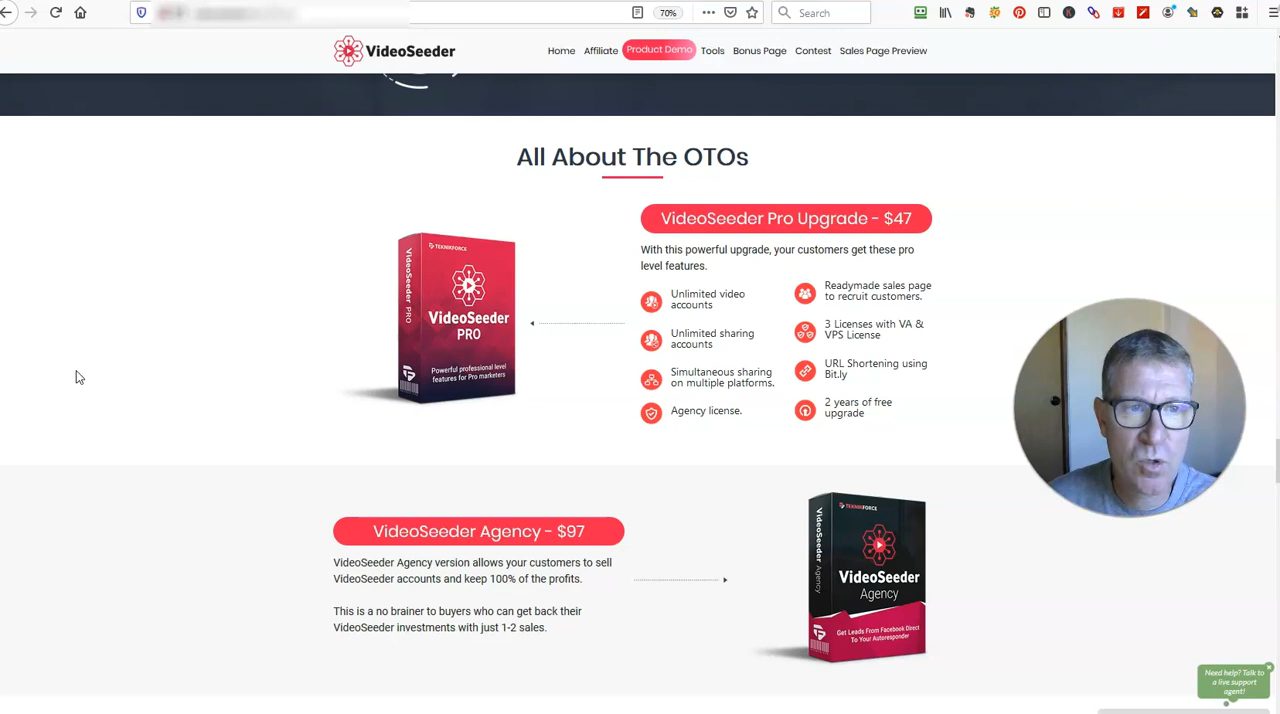 70%
Search
VideoSeeder
Home Affiliate Product Demo Tools Bonus Page Contest Sales Page Preview
All About The OTOs
VideoSeeder Pro Upgrade - $47
With this powerful upgrade, your customers get these pro
level features.
Unlimited video
accounts
Unlimited sharing
accounts
Simultaneous sharing
on multiple platforms.
Agency license.
Readymade sales page
to recruit customers.
3 Licenses with VA &
VPS License
URL Shortening using
Bit.ly
2 years of free
upgrade
TEKNIKFORCE
VIDEOSEEDER PRO
VideoSeeder
PRO
Powerful professional level
features for Pro marketers
VideoSeeder Agency - $97
VideoSeeder Agency version allows your customers to sell
VideoSeeder accounts and keep 100% of the profits.
This is a no brainer to buyers who can get back their
VideoSeeder investments with just 1-2 sales.
TEKNIKFORCE
VideoSeeder Agency
VideoSeeder
Agency
Get Leads From Facebook Direct
To Your Autoresponder
Need help? Talk to
a live support
agent!